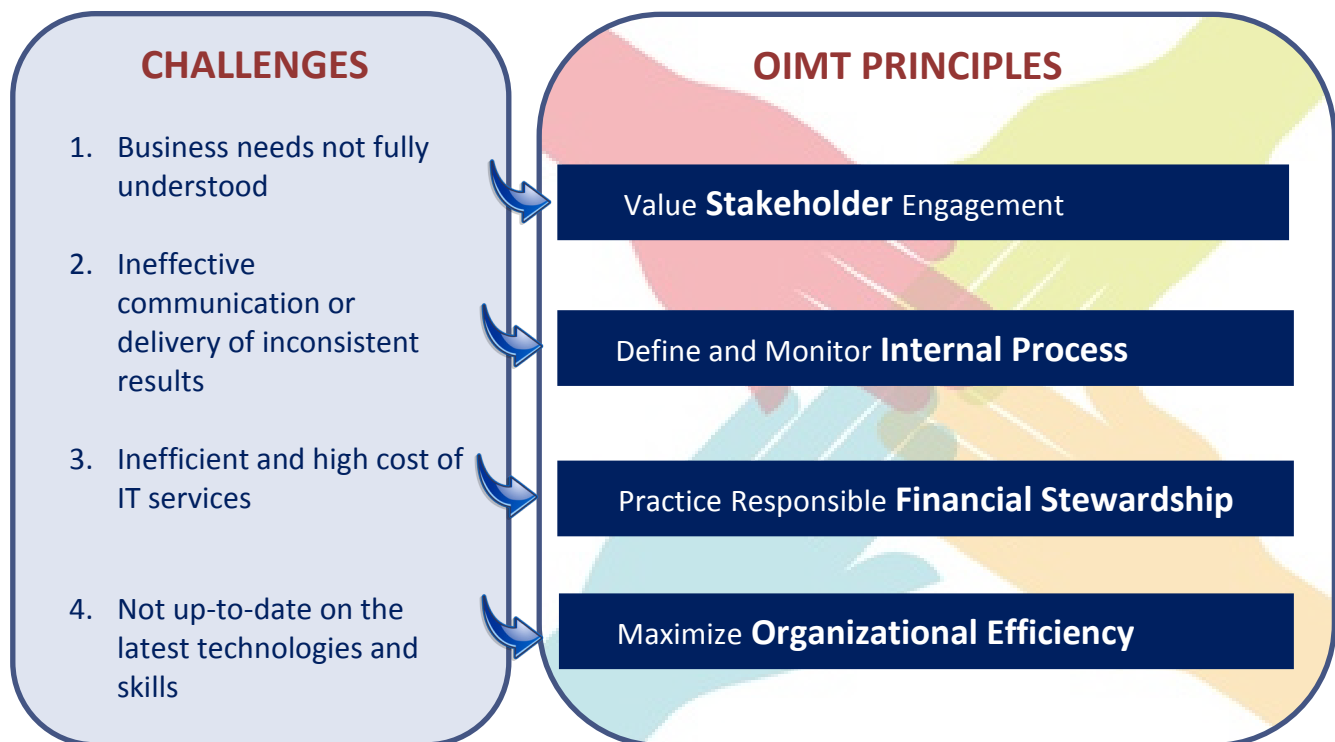 CHALLENGES
1. Business needs not fully
understood
2. Ineffective
communication or
delivery of inconsistent
results
3. Inefficient and high cost of
IT services
4. Not up-to-date on the
latest technologies and
skills
OIMT PRINCIPLES
Value Stakeholder Engagement
Define and Monitor Internal Process
Practice Responsible Financial Stewardship
Maximize Organizational Efficiency